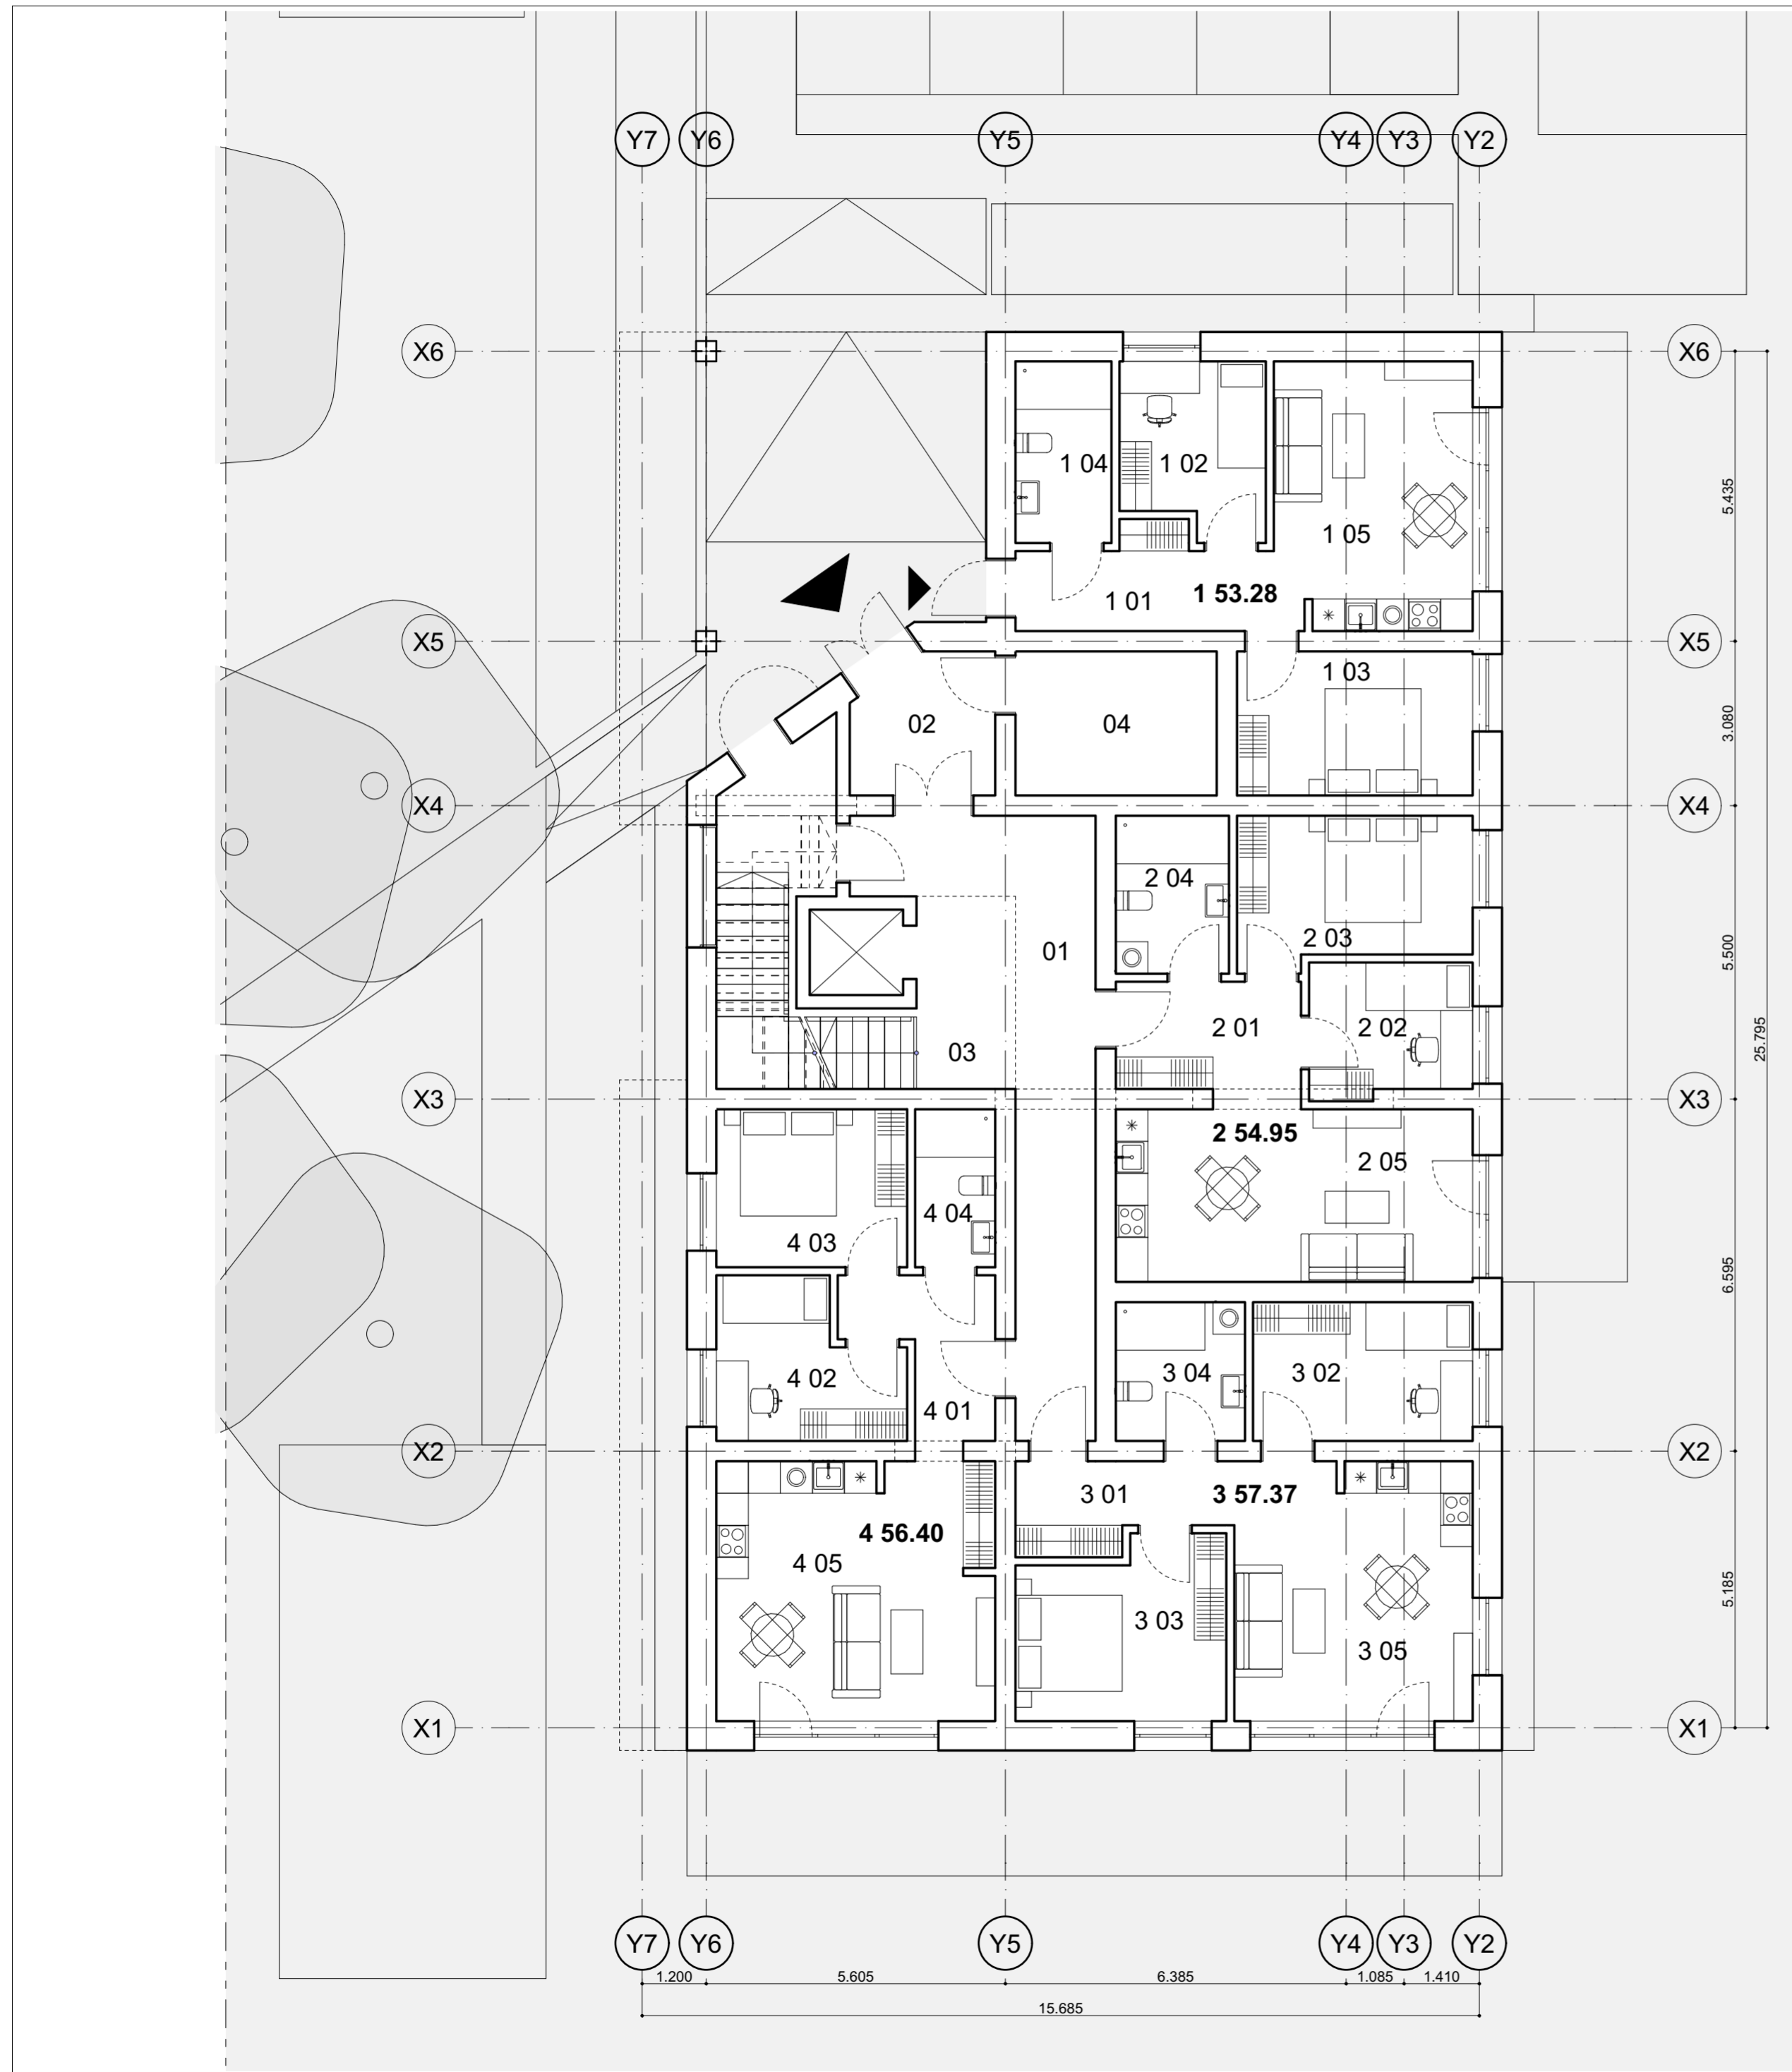 Y7 Y6 Y5 Y4 Y3 Y2
X6 X6
1 04 1 02
5.435
1 05
1 53.28
1 01
X5 X5
1 03
02 04
3.080
X4 X4
2 04
2 03
01
5.500
2 02
2 01
03
25.795
X3 X3
2 54.95
2 05
4 04
4 03
6.595
3 04 3 02
4 02
4 01
X2 X2
3 01 3 57.37
4 56.40
4 05
5.185
3 03
3 05
X1 X1
Y7 Y6 Y5 Y4 Y3 Y2
1.200 5.605 6.385 1.085 1.410
15.685